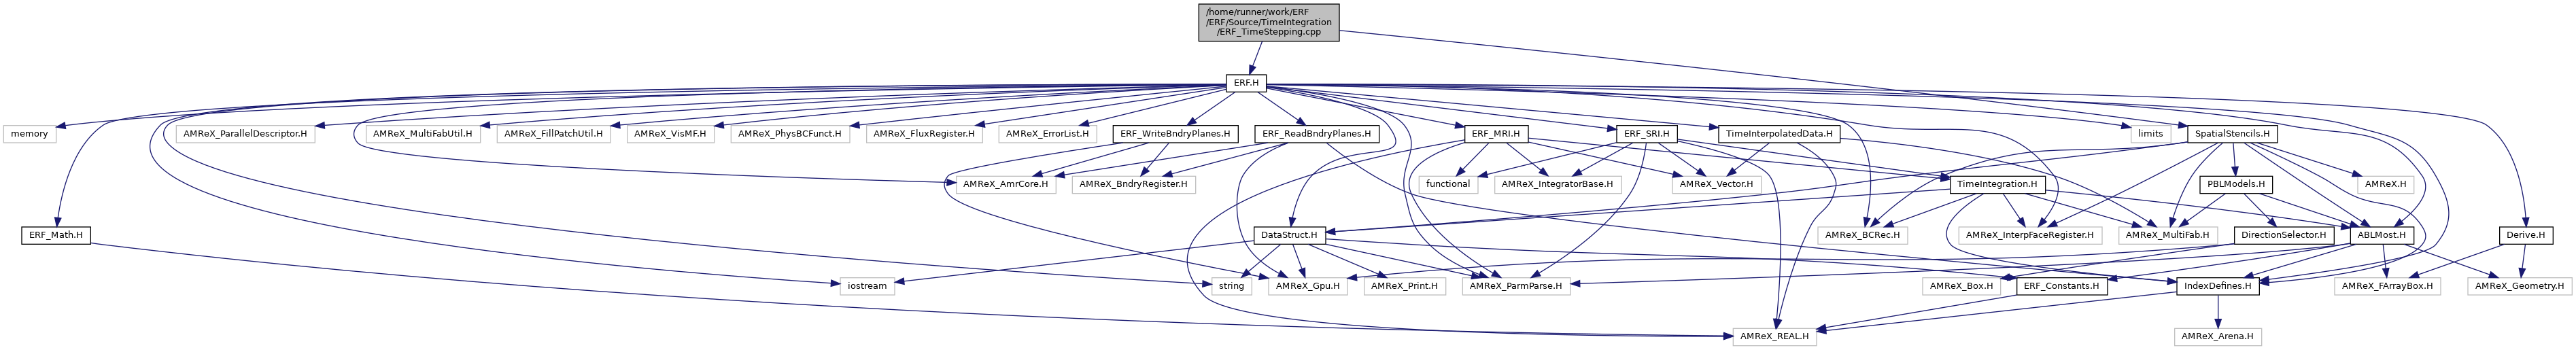 /home/runner/work/ERF
/ERF/Source/TimeIntegration
/ERF_TimeStepping.cpp
ERF.H
memory
AMReX_ParallelDescriptor.H
AMReX_MultiFabUtil.H
AMReX_FillPatchUtil.H
AMReX_VisMF.H
AMReX_PhysBCFunct.H
AMReX_FluxRegister.H
AMReX_ErrorList.H
ERF_WriteBndryPlanes.H
ERF_ReadBndryPlanes.H
ERF_MRI.H
ERF_SRI.H
TimeInterpolatedData.H
limits
SpatialStencils.H
AMReX_AmrCore.H
AMReX_BndryRegister.H
functional
AMReX_IntegratorBase.H
AMReX_Vector.H
TimeIntegration.H
PBLModels.H
AMReX.H
ERF_Math.H
DataStruct.H
AMReX_BCRec.H
AMReX_InterpFaceRegister.H
AMReX_MultiFab.H
DirectionSelector.H
ABLMost.H
Derive.H
iostream
string
AMReX_Gpu.H
AMReX_Print.H
AMReX_ParmParse.H
AMReX_Box.H
ERF_Constants.H
IndexDefines.H
AMReX_FArrayBox.H
AMReX_Geometry.H
AMReX_REAL.H
AMReX_Arena.H